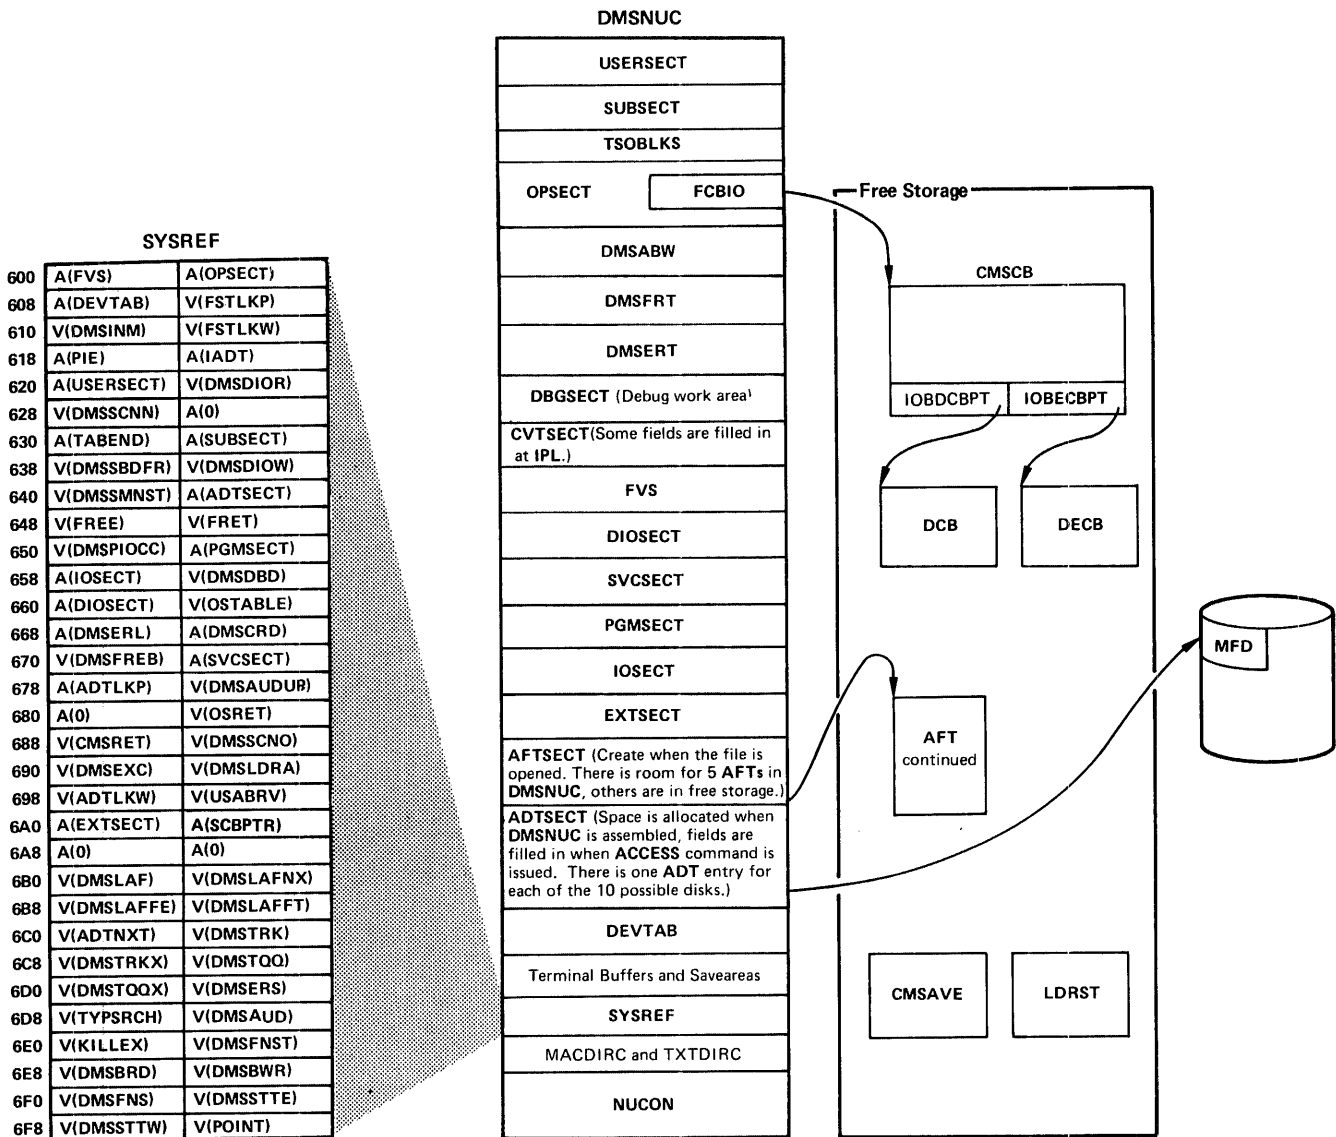 DMSNUC
USERSECT
SUBSECT
TSOBLKS
OPSECT FCBIO
DMSABW
DMSFRT
DMSERT
DBGSECT (Debug work area)
CVTSECT(Some fields are filled in
at IPL.)
FVS
DIOSECT
SVCSECT
PGMSECT
IOSECT
EXTSECT
AFTSECT (Create when the file is
opened. There is room for 5 AFTs in
DMSNUC, others are in free storage.)
ADTSECT (Space is allocated when
DMSNUC is assembled, fields are
filled in when ACCESS command is
issued. There is one ADT entry for
each of the 10 possible disks.)
DEVTAB
Terminal Buffers and Saveareas
SYSREF
MACDIRC and TXTDIRC
NUCON
SYSREF
600 A(FVS) A(OPSECT)
608 A(DEVTAB) V(FSTLKP)
610 V(DMSINM) V(FSTLKW)
618 A(PIE) A(IADT)
620 A(USERSECT) V(DMSDIOR)
628 V(DMSSCNN) A(0)
630 A(TABEND) A(SUBSECT)
638 V(DMSSBDFR) V(DMSDIOW)
640 V(DMSSMNST) A(ADTSECT)
648 V(FREE) V(FRET)
650 V(DMSPIOCC) A(PGMSECT)
658 A(IOSECT) V(DMSDBD)
660 A(DIOSECT) V(OSTABLE)
668 A(DMSERL) A(DMSCRD)
670 V(DMSFREB) A(SVCSECT)
678 A(ADTLKP) V(DMSAUDUP)
680 A(0) V(OSRET)
688 V(CMSRET) V(DMSSCNO)
690 V(DMSEXC) V(DMSLDRA)
698 V(ADTLKW) V(USABRV)
6A0 A(EXTSECT) A(SCBPTR)
6A8 A(0) A(0)
6B0 V(DMSLAF) V(DMSLAFNX)
6B8 V(DMSLAFFE) V(DMSLAFFT)
6C0 V(ADTNXT) V(DMSTRK)
6C8 V(DMSTRKX) V(DMSTQQ)
6D0 V(DMSTQQX) V(DMSERS)
6D8 V(TYPSRCH) V(DMSAUD)
6E0 V(KILLEX) V(DMSFNST)
6E8 V(DMSBRD) V(DMSBWR)
6F0 V(DMSFNS) V(DMSSTTE)
6F8 V(DMSSTTW) V(POINT)
Free Storage
CMSCB
IOBDCBPT IOBECBPT
DCB DECB
AFT
continued
CMSAVE LDRST
MFD